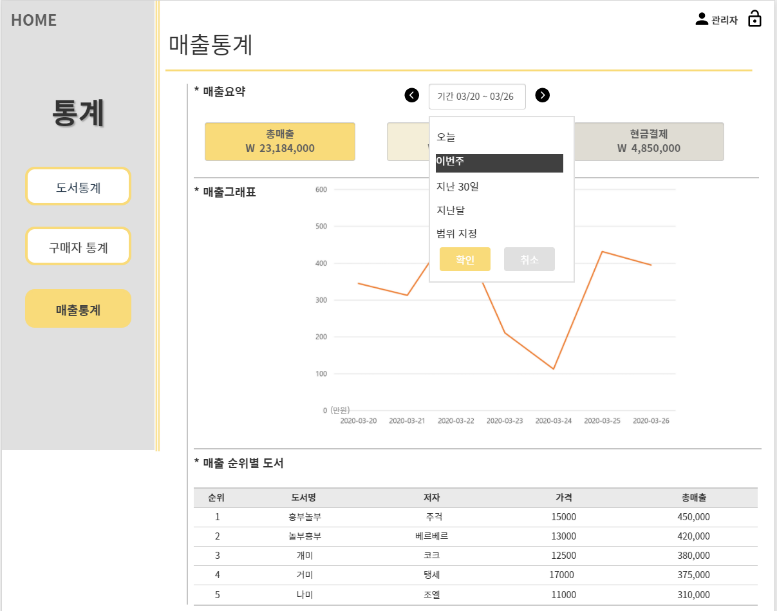 HOME
관리자
매출통계
통계
도서통계
구매자 통계
매출통계
* 매출요약
기간 03/20 ~ 03/26
총매출
₩ 23,184,000
현금결제
₩ 4,850,000
오늘
이번주
지난 30일
지난달
범위 지정
확인 취소
* 매출그래표
600
500
400
300
200
100
0 (만원)
2020-03-20 2020-03-21 2020-03-22 2020-03-23 2020-03-24 2020-03-25 2020-03-26
* 매출 순위별 도서
순위 도서명 저자 가격 총매출
1 흥부놀부 주걱 15000 450,000
2 놀부흥부 베르베르 13000 420,000
3 개미 코크 12500 380,000
4 거미 탱세 17000 375,000
5 나미 조엘 11000 310,000